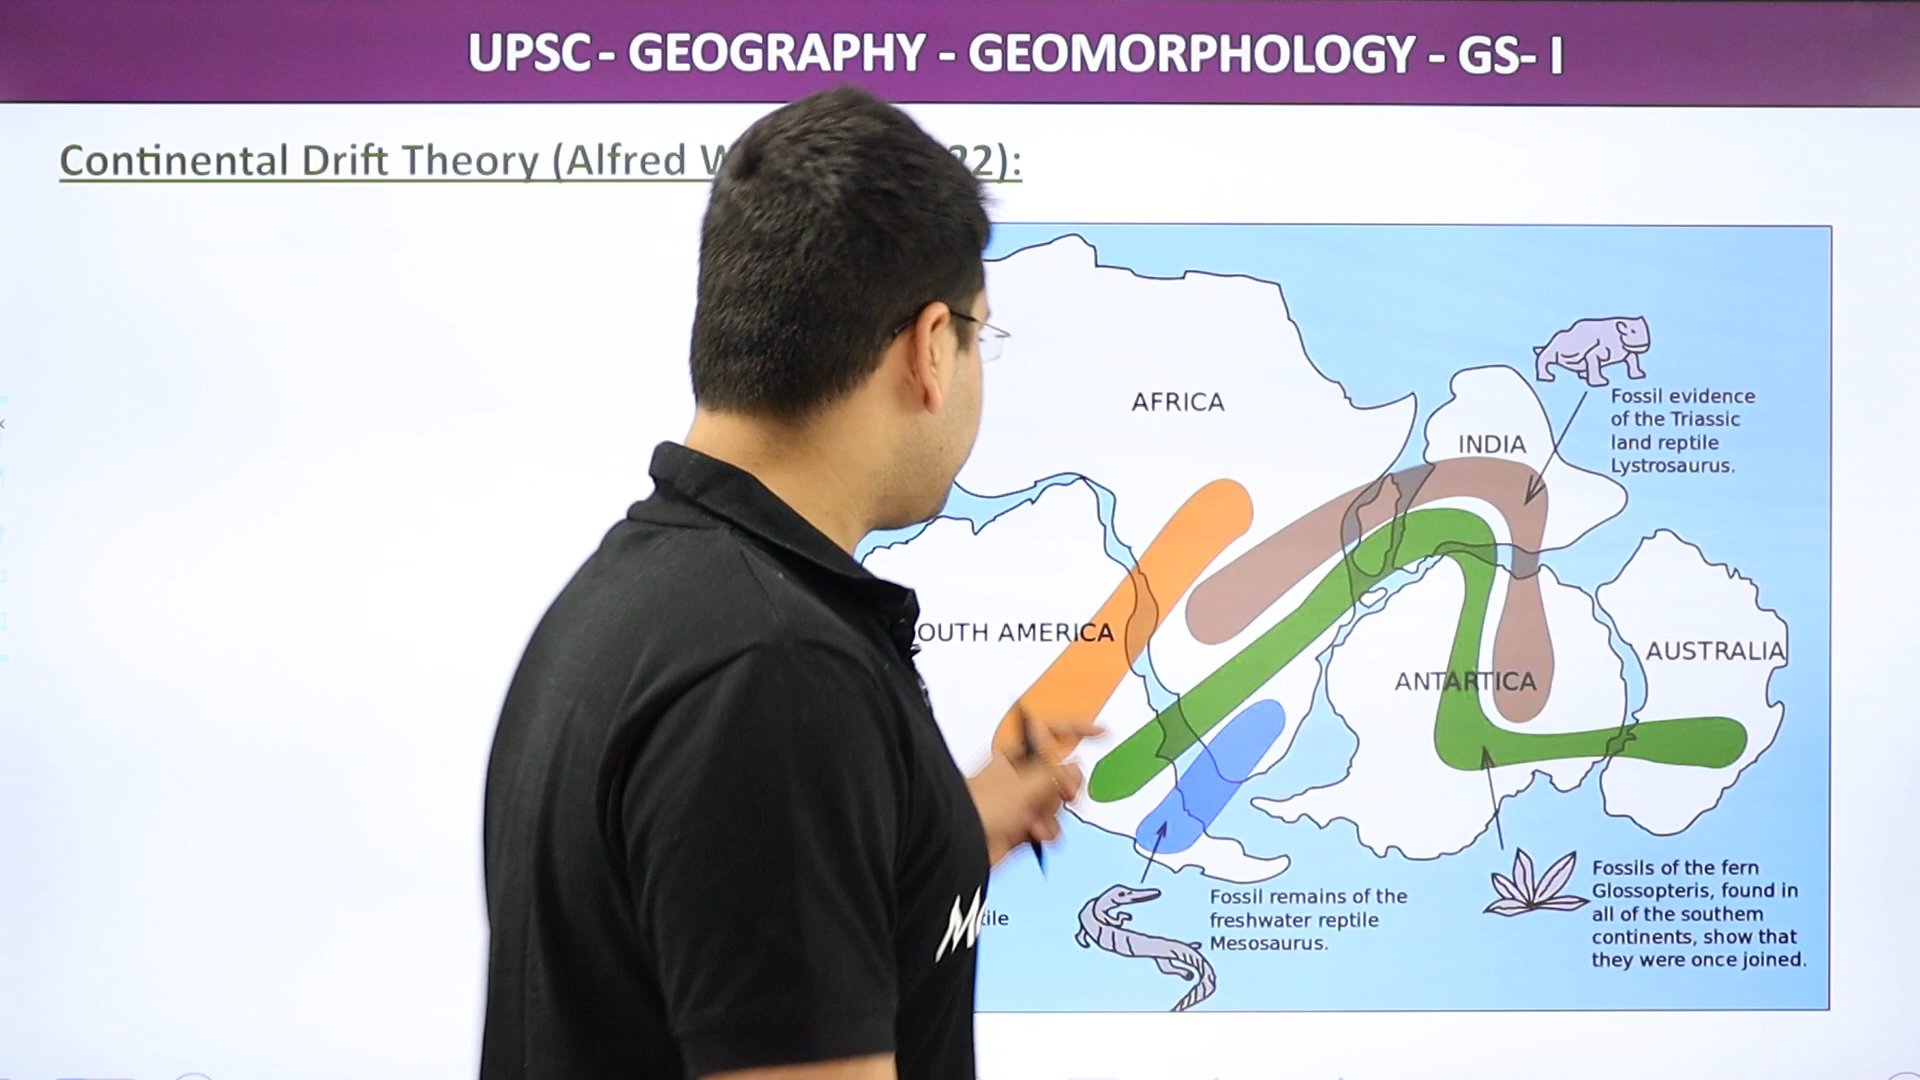 UPSC - GEOGRAPHY - GEOMORPHOLOGY - GS- I
Continental Drift Theory (Alfred
22):
AFRICA
INDIA
Fossil evidence
of the Triassic
land reptile
Lystrosaurus.
OUTH AMERICA
ANTARTICA
AUSTRALIA
Fossil remains of the
freshwater reptile
Mesosaurus.
Fossils of the fern
Glossopteris, found in
all of the southern
continents, show that
they were once joined.